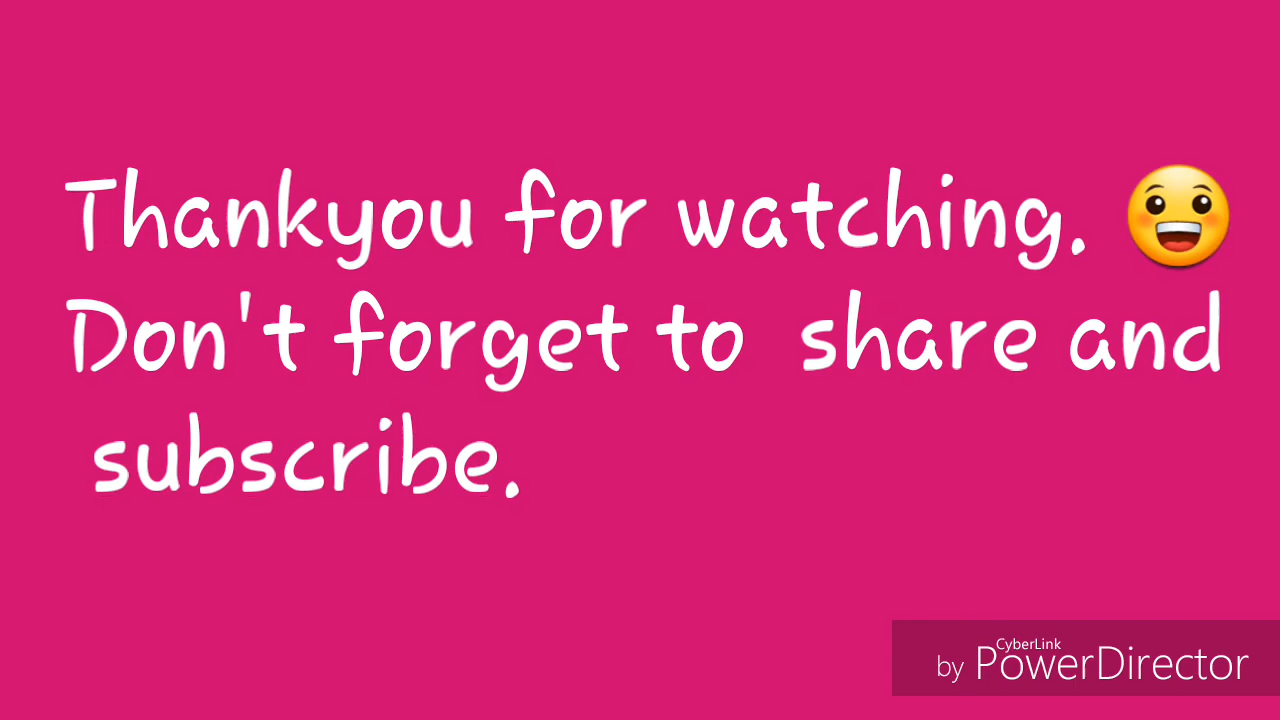 Thankyou for watching. 😀
Don't forget to  share and
subscribe.
by CyberLink PowerDirector